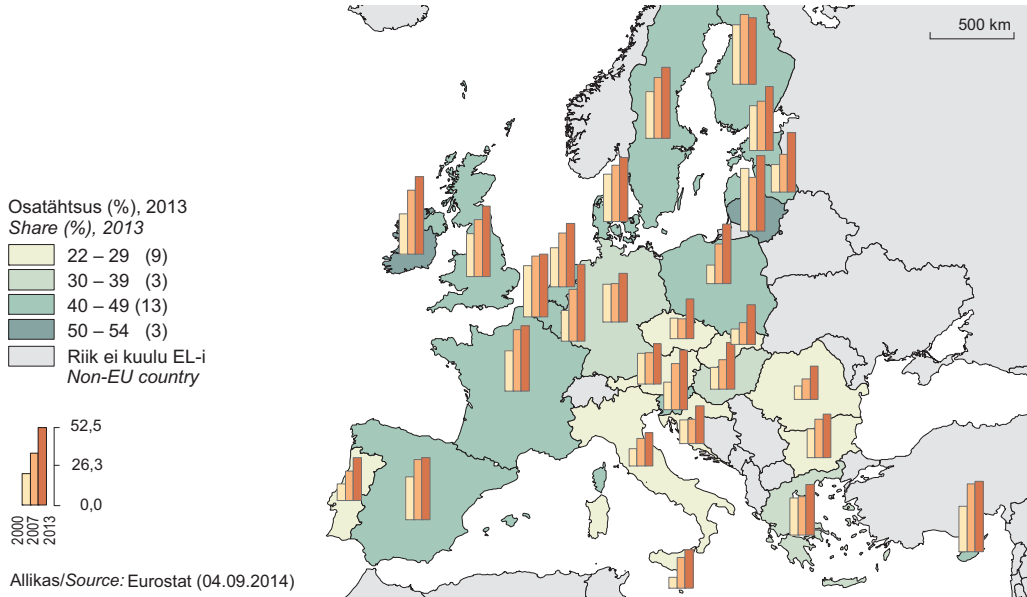 500 km
Osatähtsus (%), 2013
Share (%), 2013
22 – 29 (9)
30 – 39 (3)
40 – 49 (13)
50 – 54 (3)
Riik ei kuulu EL-i
Non-EU country
52,5
26,3
0,0
2000
2007
2013
Allikas/Source: Eurostat (04.09.2014)